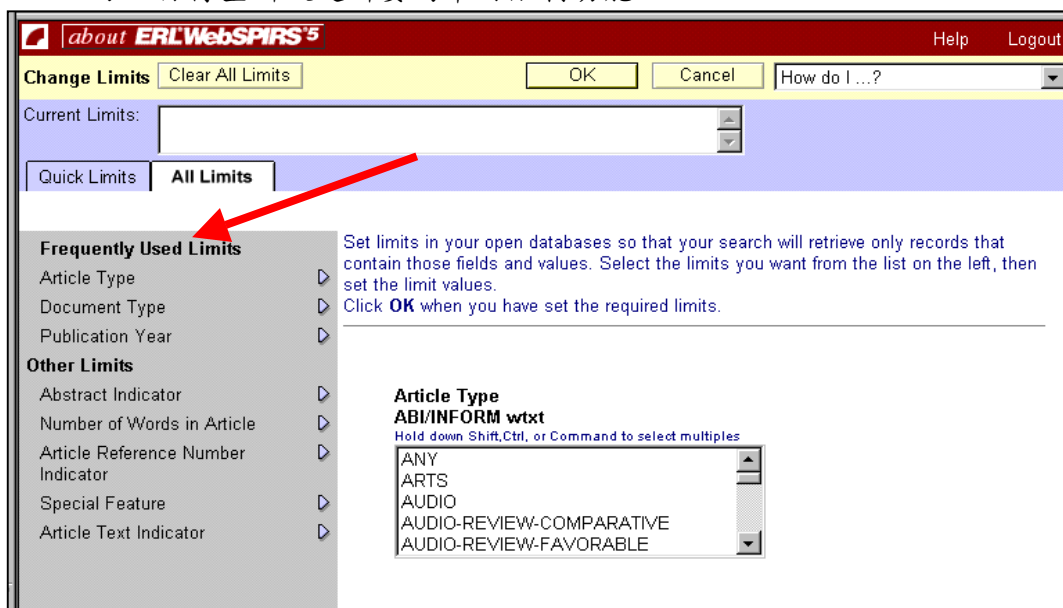 about ERL®WebSPIRS®5
Help Logout
Change Limits Clear All Limits OK Cancel How do I ...?
Current Limits:
Quick Limits All Limits
Frequently Used Limits
Article Type
Document Type
Publication Year
Other Limits
Abstract Indicator
Number of Words in Article
Article Reference Number
Indicator
Special Feature
Article Text Indicator
Set limits in your open databases so that your search will retrieve only records that
contain those fields and values. Select the limits you want from the list on the left, then
set the limit values.
Click OK when you have set the required limits.
Article Type
ABI/INFORM wtxt
Hold down Shift,Ctrl, or Command to select multiples
ANY
ARTS
AUDIO
AUDIO-REVIEW-COMPARATIVE
AUDIO-REVIEW-FAVORABLE